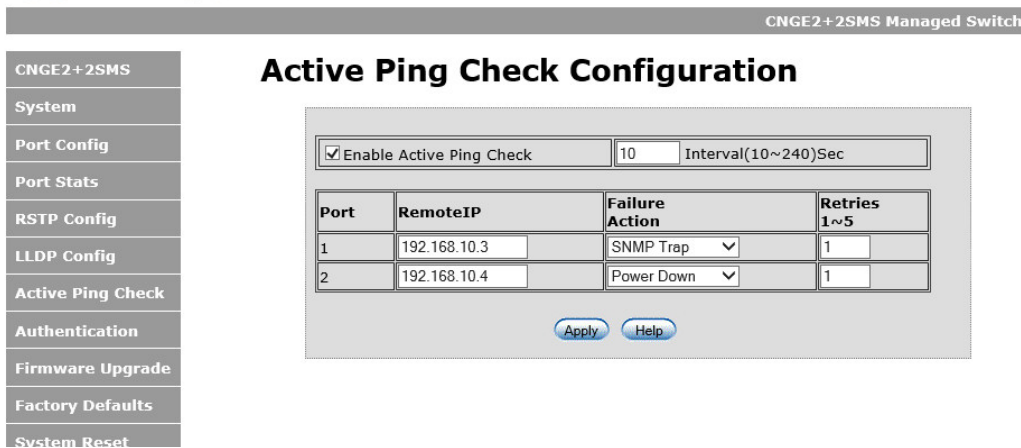 CNGE2+2SMS Managed Switch
CNGE2+2SMS
System
Port Config
Port Stats
RSTP Config
LLDP Config
Active Ping Check
Authentication
Firmware Upgrade
Factory Defaults
System Reset
Active Ping Check Configuration
Enable Active Ping Check 10 Interval(10~240)Sec
Port RemoteIP Failure Action Retries 1~5
1 192.168.10.3 SNMP Trap 1
2 192.168.10.4 Power Down 1
Apply Help